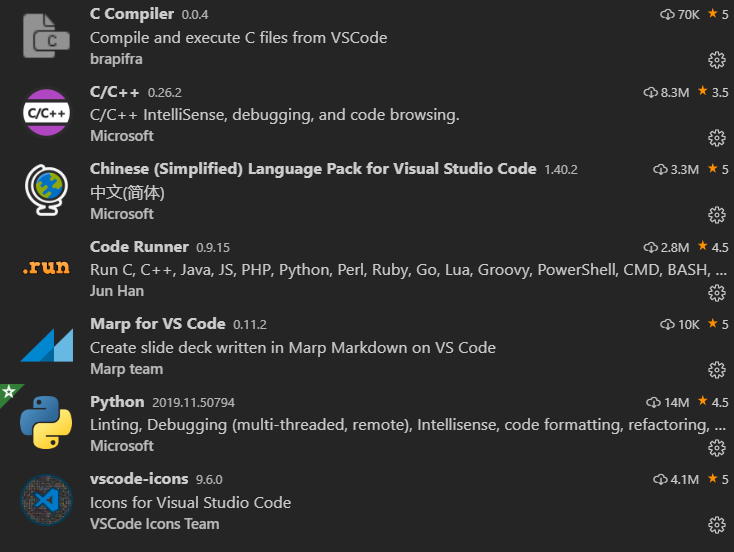 C Compiler 0.0.4 70K 5
Compile and execute C files from VSCode
brapifra
C/C++ C/C++ 0.26.2 8.3M 3.5
C/C++ IntelliSense, debugging, and code browsing.
Microsoft
Chinese (Simplified) Language Pack for Visual Studio Code 1.40.2 3.3M 5
中文(简体)
Microsoft
Code Runner 0.9.15 2.8M 4.5
.run Run C, C++, Java, JS, PHP, Python, Perl, Ruby, Go, Lua, Groovy, PowerShell, CMD, BASH, ...
Jun Han
Marp for VS Code 0.11.2 10K 5
Create slide deck written in Marp Markdown on VS Code
Marp team
Python 2019.11.50794 14M 4.5
Linting, Debugging (multi-threaded, remote), Intellisense, code formatting, refactoring, ...
Microsoft
vscode-icons 9.6.0 4.1M 5
Icons for Visual Studio Code
VSCode Icons Team